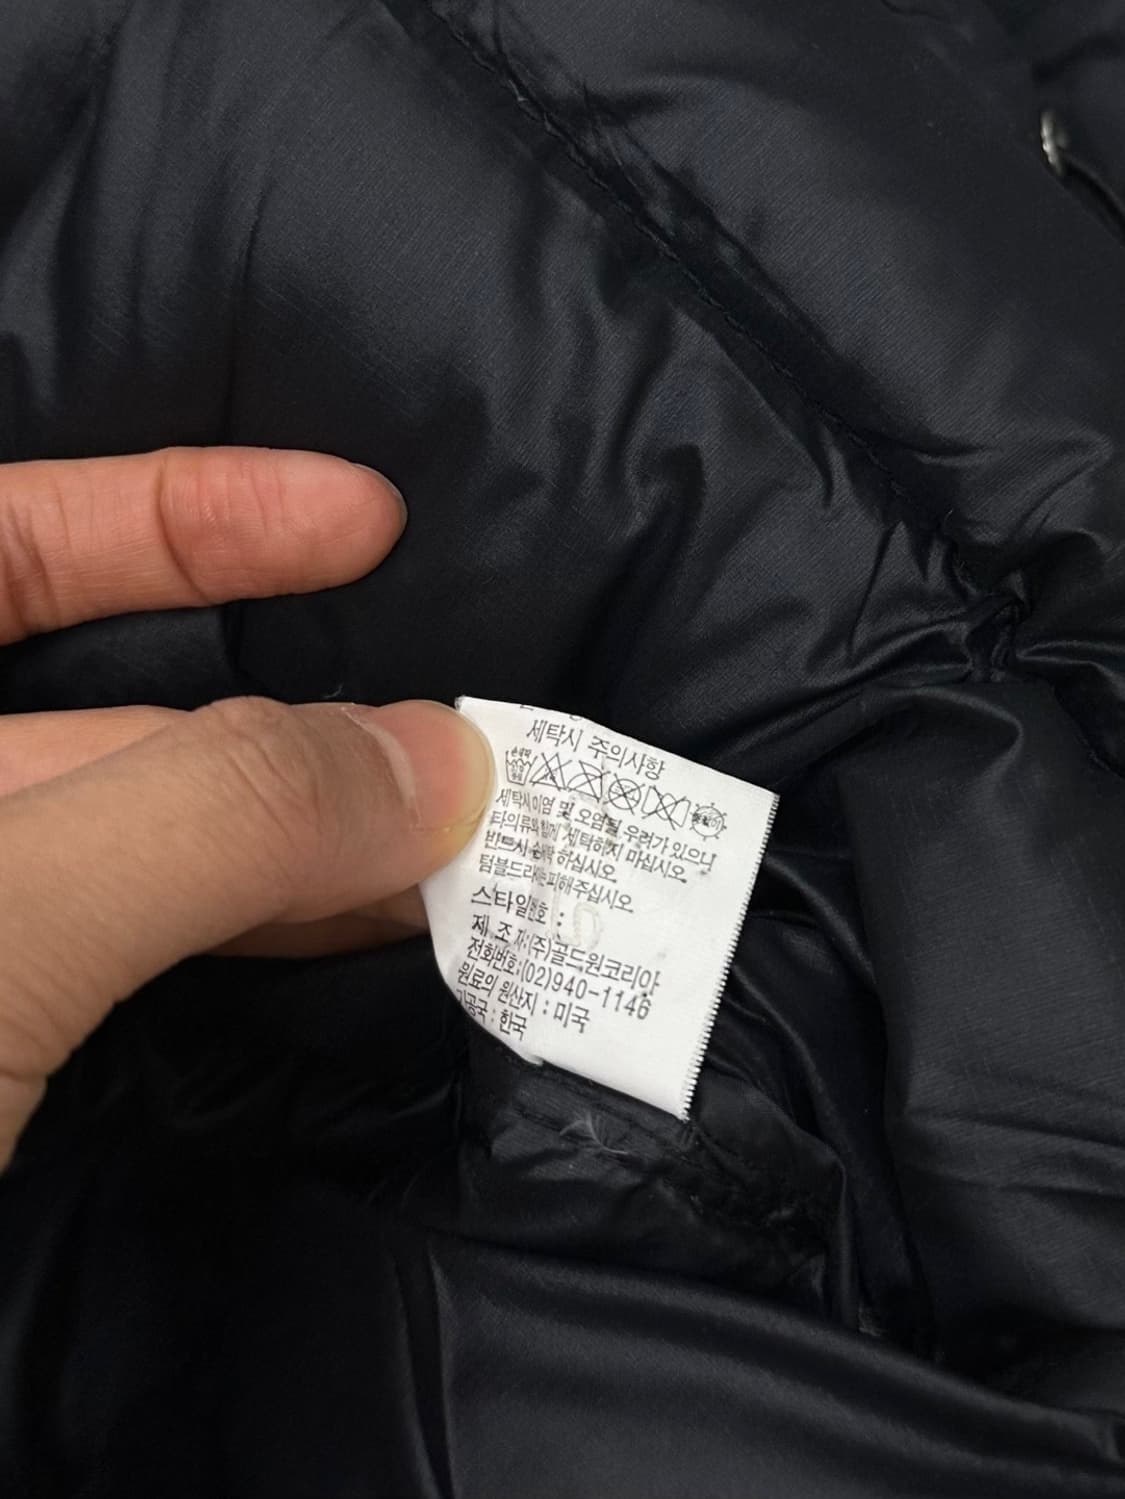 세탁시 주의사항
손세탁
세탁시 이염 및 오염될 우려가 있으니
타의류와 함께 세탁하지 마십시오.
반드시 손세탁 하십시오.
텀블드라이는피해주십시오
스타일번호 :
제 조 자:(주)골드윈코리아
전화번호:(02)940-1146
원료의 원산지 : 미국
가공국 : 한국